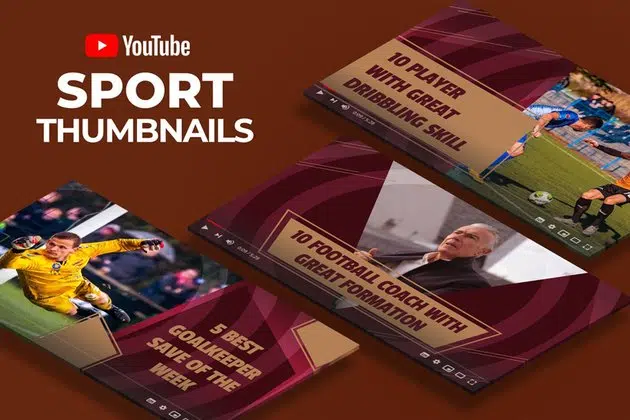 YouTube
SPORT
THUMBNAILS
10 PLAYER
WITH GREAT
DRIBBLING SKILL
10 FOOTBALL COACH WITH
GREAT FORMATION
5 BEST
GOALKEEPER
SAVE OF THE
WEEK